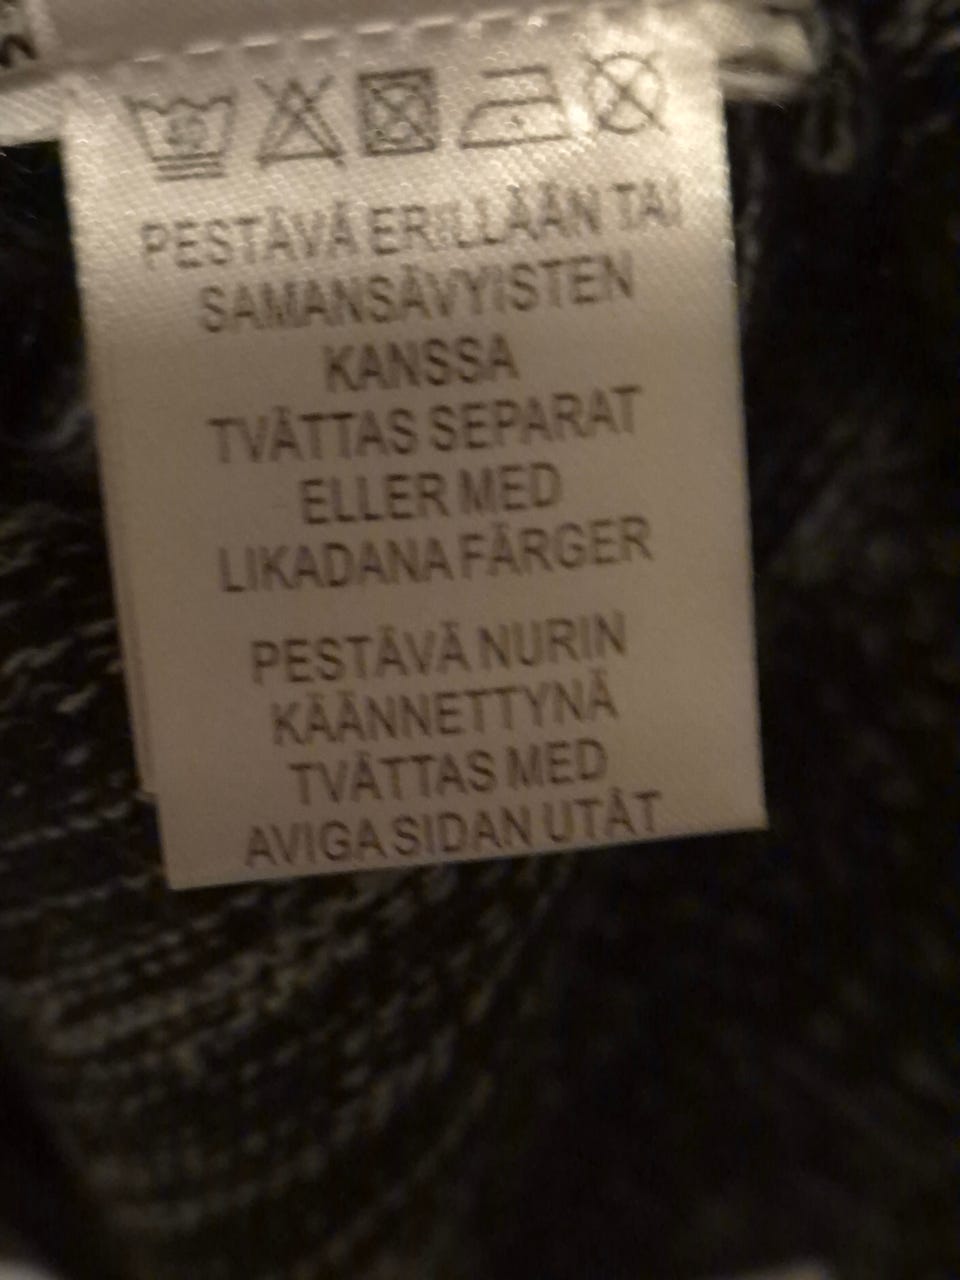 40
PESTÄVÄ ERILLÄÄN TAI
SAMANSÄVYISTEN
KANSSA
TVÄTTAS SEPARAT
ELLER MED
LIKADANA FÄRGER
PESTÄVÄ NURIN
KÄÄNNETTYNÄ
TVÄTTAS MED
AVIGA SIDAN UTÅT